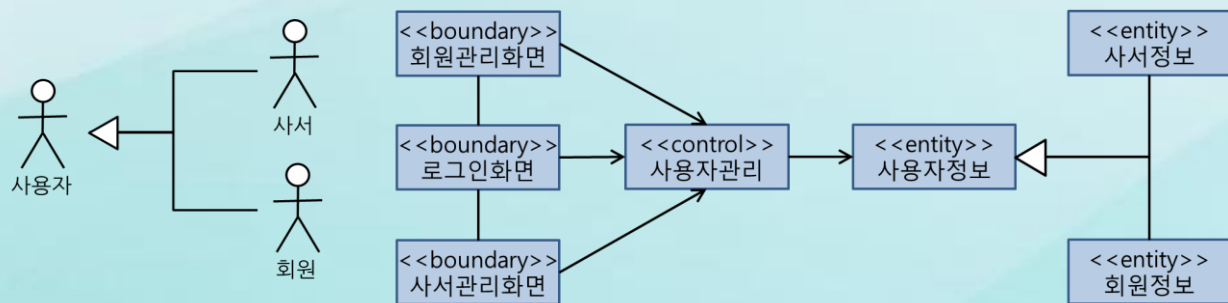 사용자
사서
회원
<<boundary>>
회원관리화면
<<boundary>>
로그인화면
<<boundary>>
사서관리화면
<<control>>
사용자관리
<<entity>>
사용자정보
<<entity>>
사서정보
<<entity>>
회원정보